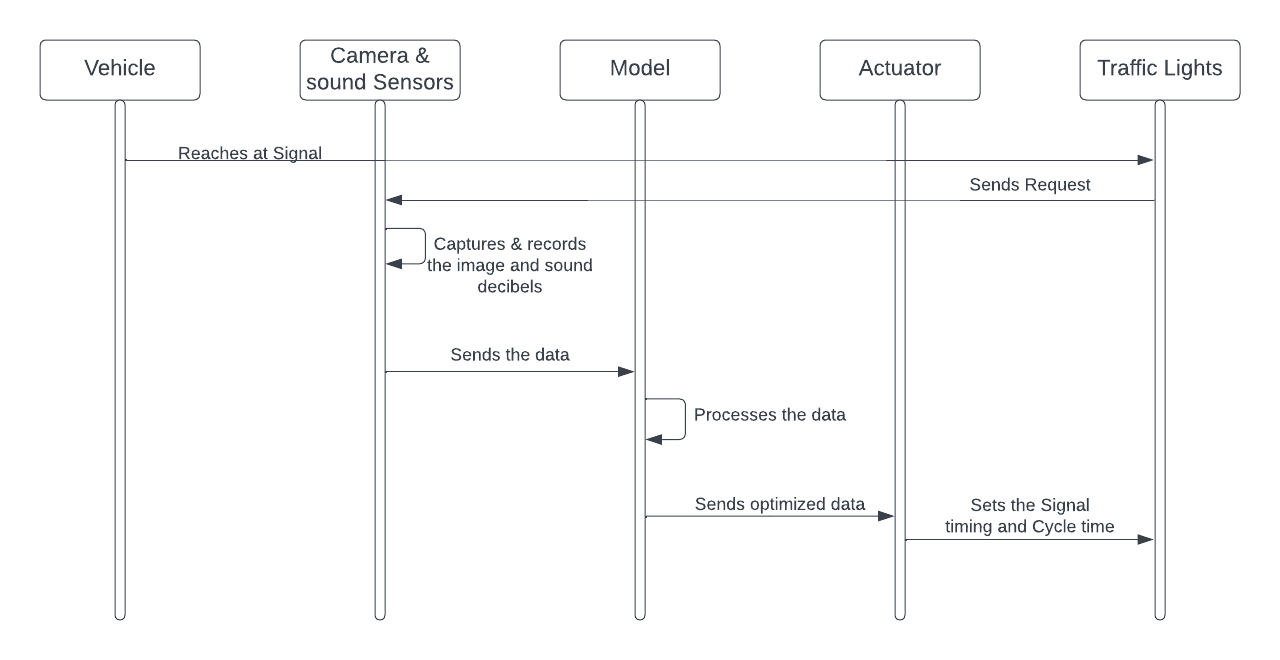 Vehicle
Camera &
sound Sensors
Model
Actuator
Traffic Lights
Reaches at Signal
Sends Request
Captures & records
the image and sound
decibels
Sends the data
Processes the data
Sends optimized data
Sets the Signal
timing and Cycle time